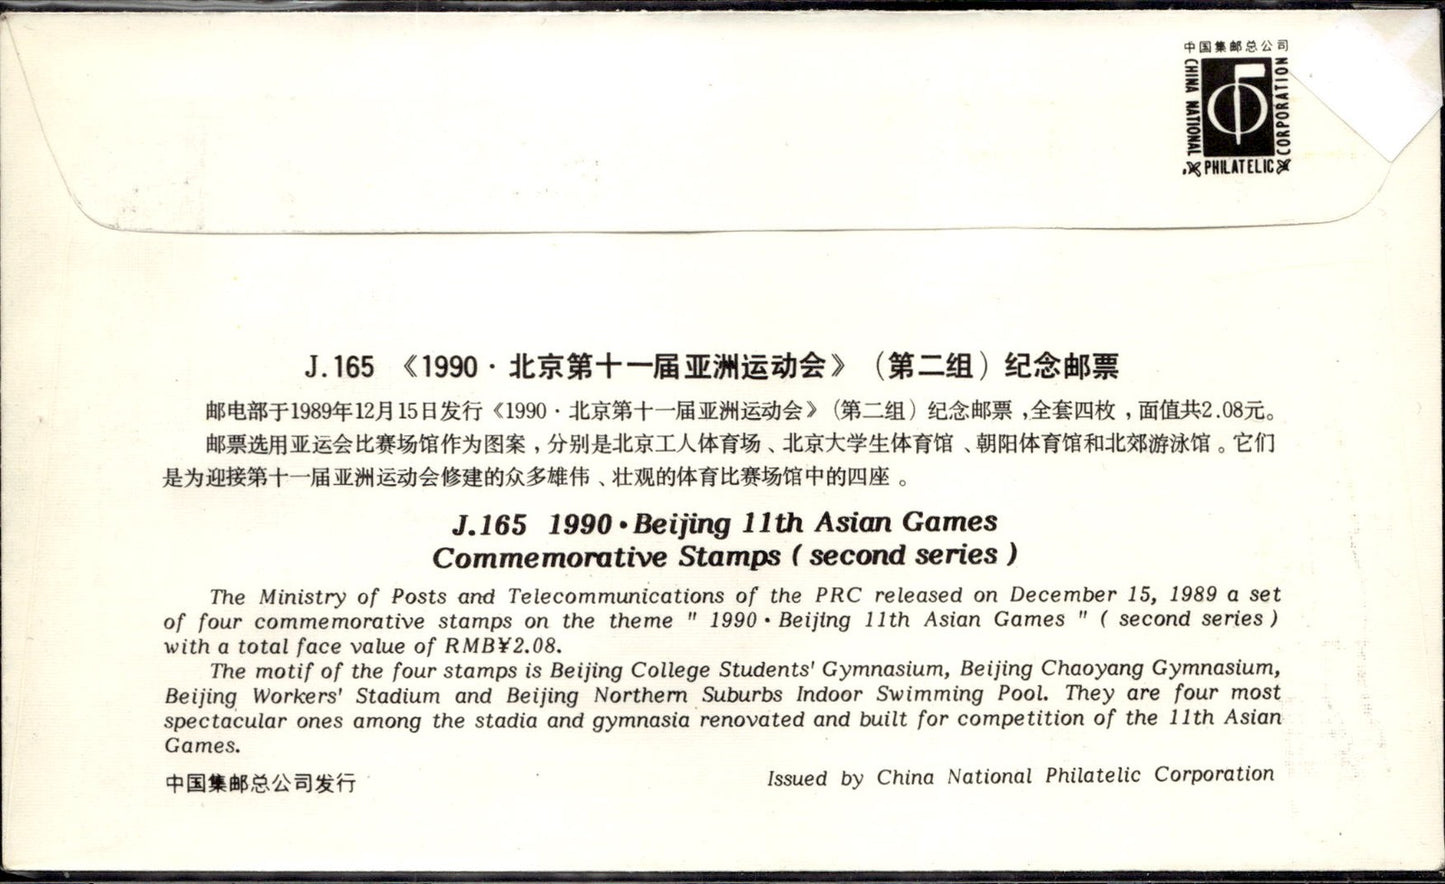 中国集邮总公司
CHINA NATIONAL
PHILATELIC
CORPORATION
J.165 《1990·北京第十一届亚洲运动会》（第二组）纪念邮票
邮电部于1989年12月15日发行《1990·北京第十一届亚洲运动会》（第二组）纪念邮票，全套四枚，面值共2.08元。
邮票选用亚运会比赛场馆作为图案，分别是北京工人体育场、北京大学生体育馆、朝阳体育馆和北郊游泳馆。它们
是为迎接第十一届亚洲运动会修建的众多雄伟、壮观的体育比赛场馆中的四座。
J.165 1990·Beijing 11th Asian Games
Commemorative Stamps ( second series )
The Ministry of Posts and Telecommunications of the PRC released on December 15, 1989 a set
of four commemorative stamps on the theme " 1990·Beijing 11th Asian Games " ( second series )
with a total face value of RMB¥2.08.
The motif of the four stamps is Beijing College Students' Gymnasium, Beijing Chaoyang Gymnasium,
Beijing Workers' Stadium and Beijing Northern Suburbs Indoor Swimming Pool. They are four most
spectacular ones among the stadia and gymnasia renovated and built for competition of the 11th Asian
Games.
中国集邮总公司发行
Issued by China National Philatelic Corporation